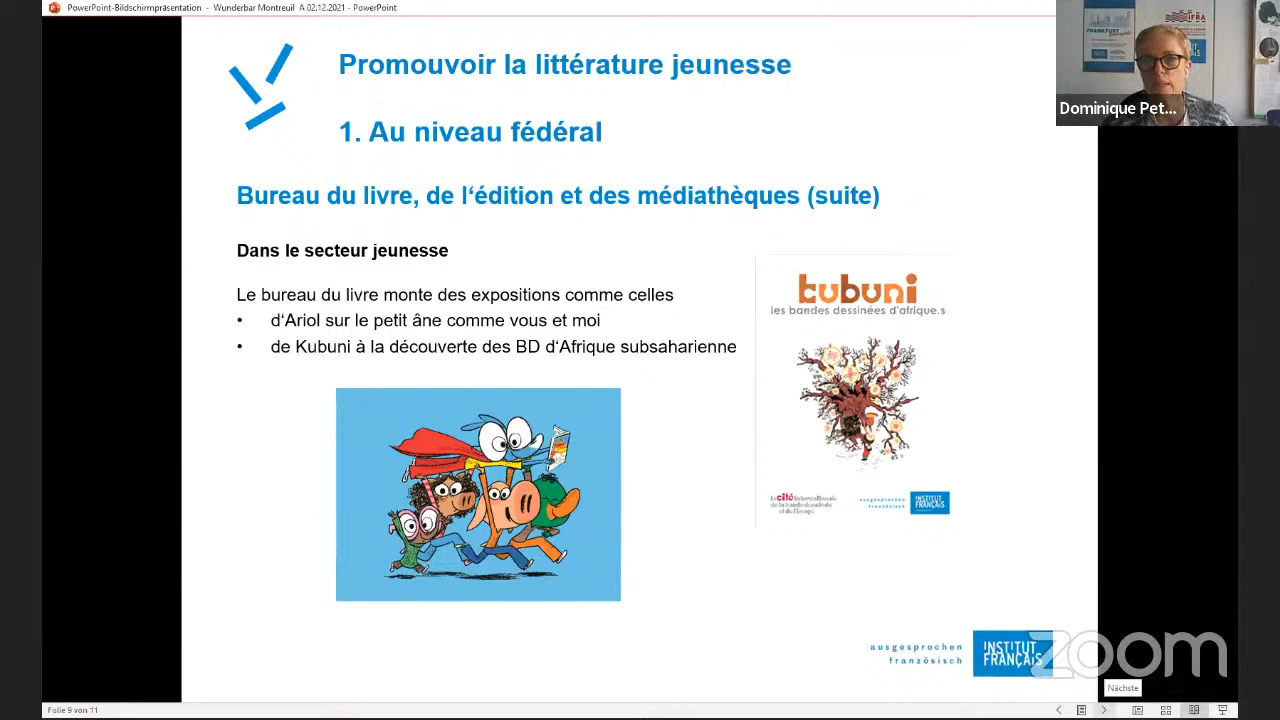 PowerPoint-Bildschirmpräsentation - Wunderbar Montreuil A 02.12.2021 - PowerPoint
Promouvoir la littérature jeunesse
1. Au niveau fédéral
Bureau du livre, de l‘édition et des médiathèques (suite)
Dans le secteur jeunesse
Le bureau du livre monte des expositions comme celles
• d‘Ariol sur le petit âne comme vous et moi
• de Kubuni à la découverte des BD d‘Afrique subsaharienne
kubuni
les bandes dessinées d'afrique.s
la cité internationale
de la bande dessinée
et de l'image
ausgesprochen
französisch
INSTITUT
FRANÇAIS
ausgesprochen
französisch
INSTITUT
FRANÇAIS
FRANKFURT
IFRA
Dominique Pet...
zoom
Nächste
Folie 9 von 11